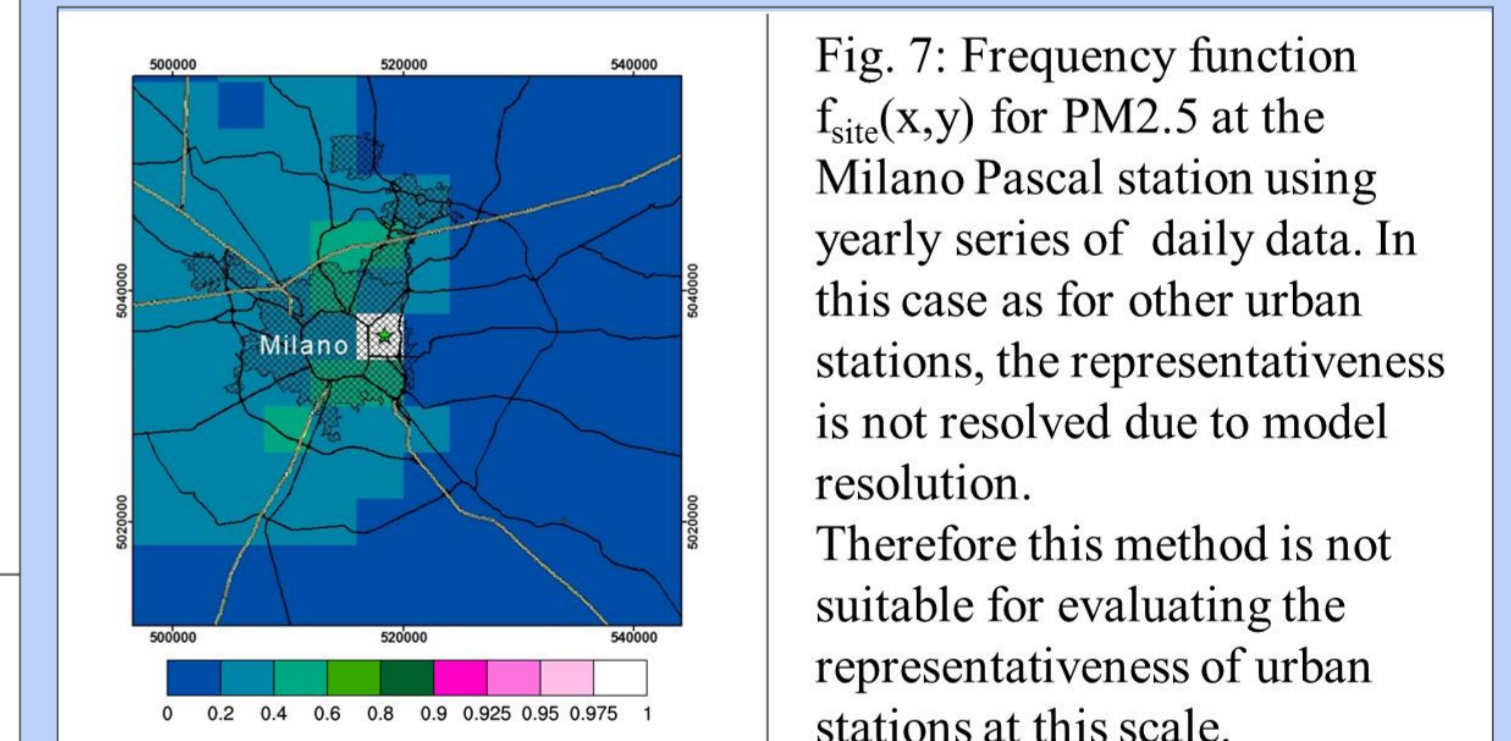 500000 520000 540000
5040000 5040000
Milano
5020000 5020000
500000 520000 540000
0 0.2 0.4 0.6 0.8 0.9 0.925 0.95 0.975 1
Fig. 7: Frequency function
fsite(x,y) for PM2.5 at the
Milano Pascal station using
yearly series of daily data. In
this case as for other urban
stations, the representativeness
is not resolved due to model
resolution.
Therefore this method is not
suitable for evaluating the
representativeness of urban
stations at this scale.